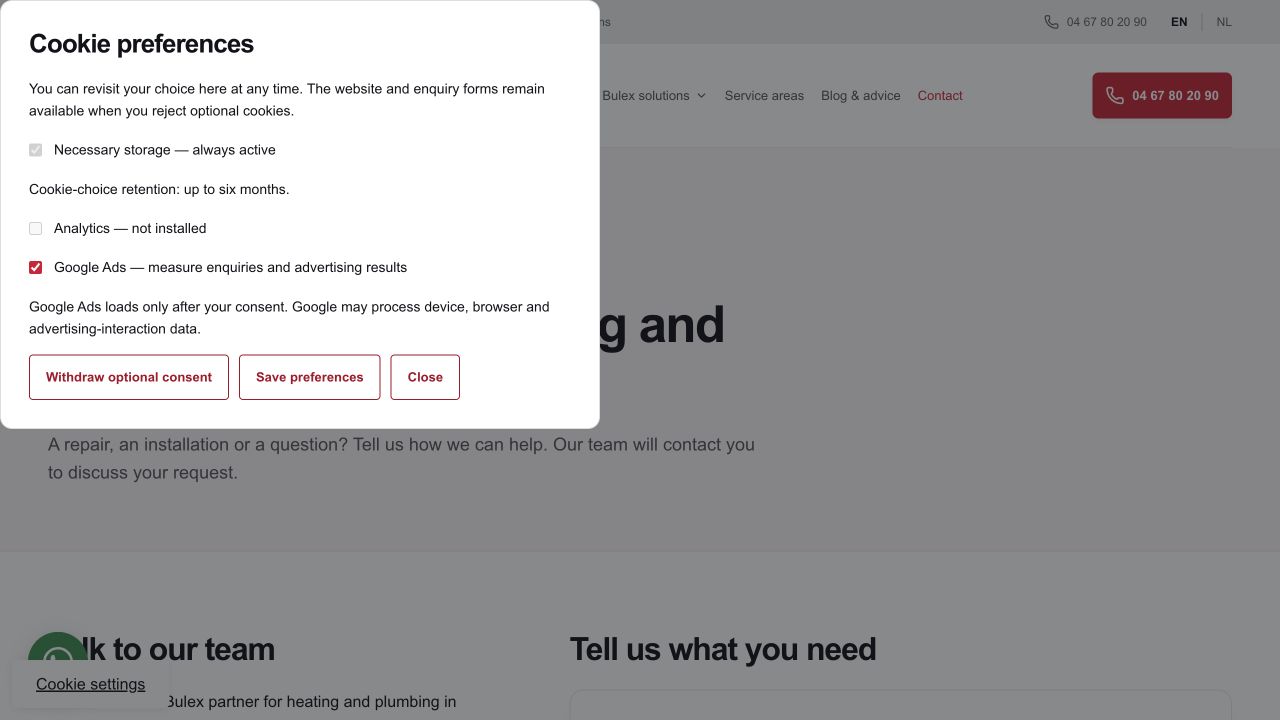 Cookie preferences
You can revisit your choice here at any time. The website and enquiry forms remain
available when you reject optional cookies.
Necessary storage — always active
Cookie-choice retention: up to six months.
Analytics — not installed
Google Ads — measure enquiries and advertising results
Google Ads loads only after your consent. Google may process device, browser and
advertising-interaction data.
Withdraw optional consent
Save preferences
Close
04 67 80 20 90
EN
NL
Bulex solutions
Service areas
Blog & advice
Contact
04 67 80 20 90
and
A repair, an installation or a question? Tell us how we can help. Our team will contact you
to discuss your request.
to our team
Tell us what you need
Cookie settings
Bulex partner for heating and plumbing in